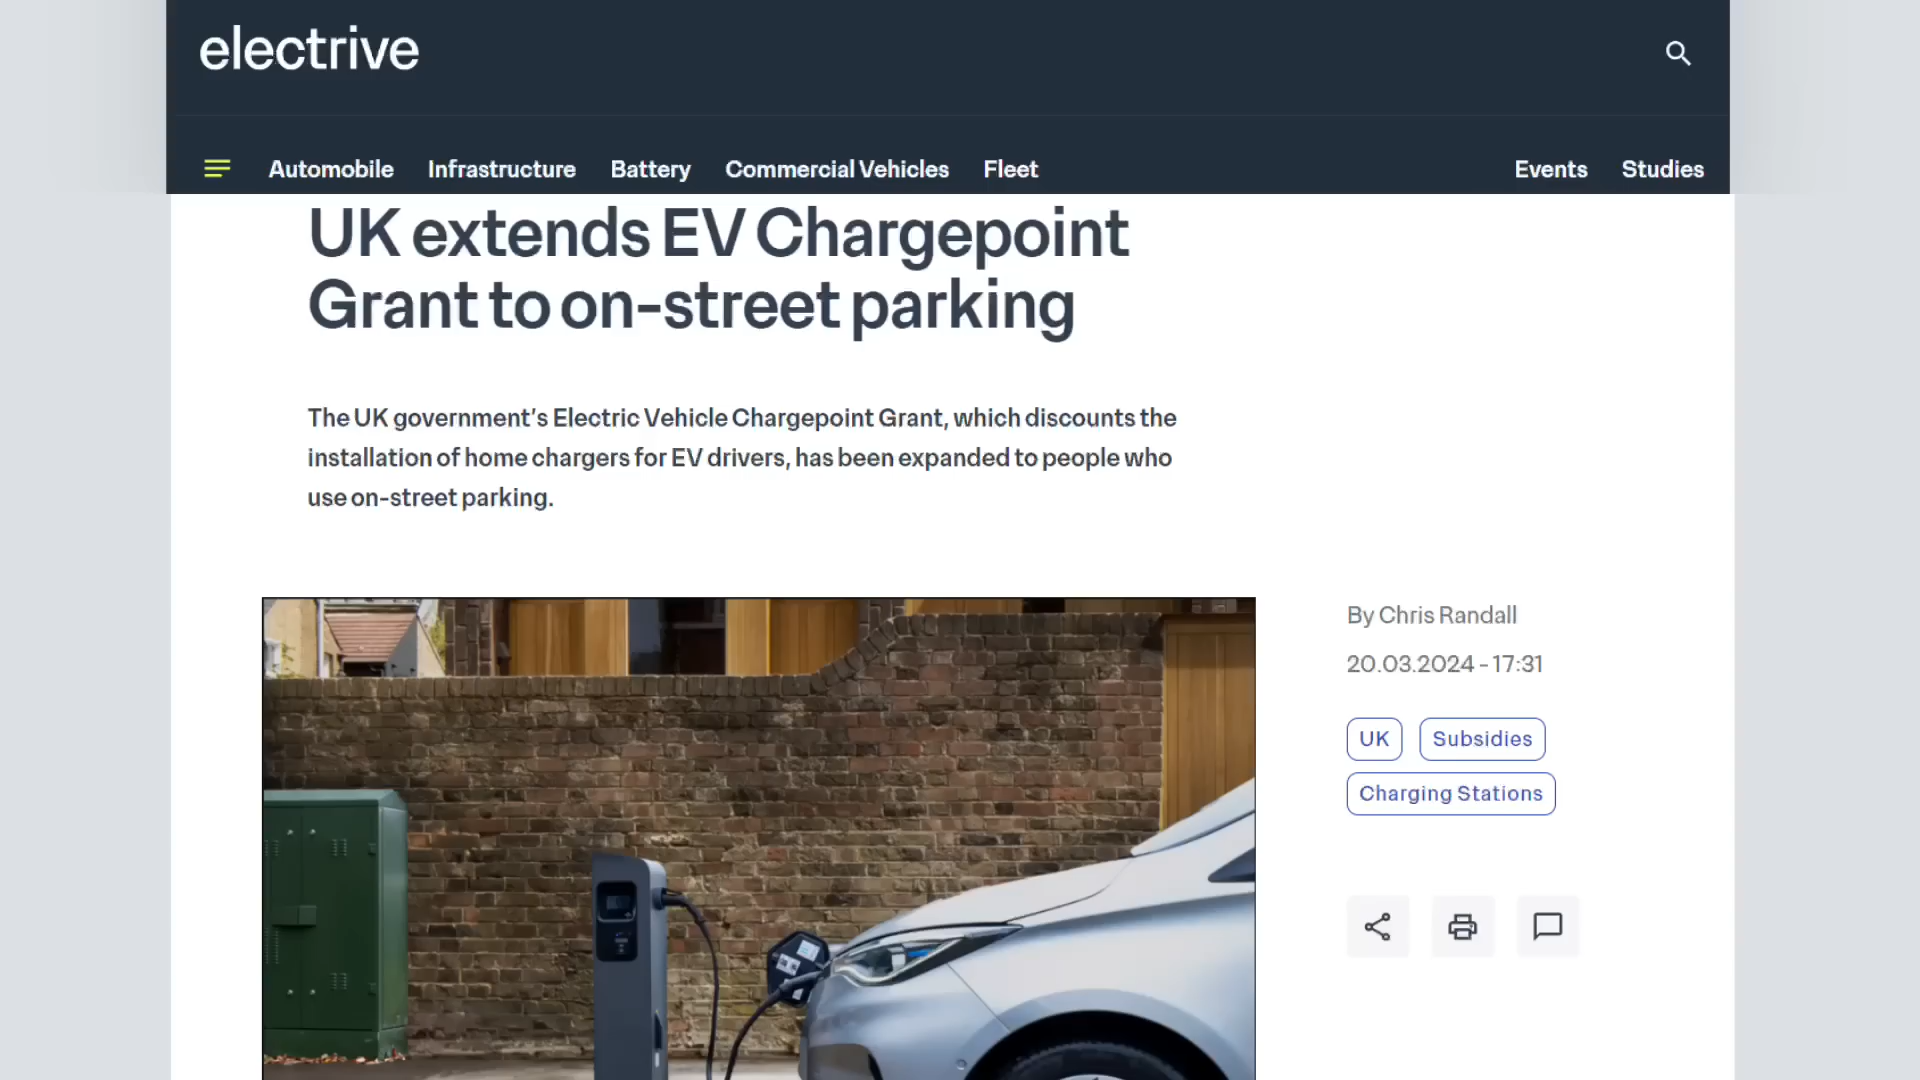 electrive
Automobile Infrastructure Battery Commercial Vehicles Fleet Events Studies
UK extends EV Chargepoint
Grant to on-street parking
The UK government's Electric Vehicle Chargepoint Grant, which discounts the
installation of home chargers for EV drivers, has been expanded to people who
use on-street parking.
By Chris Randall
20.03.2024 - 17:31
UK Subsidies
Charging Stations